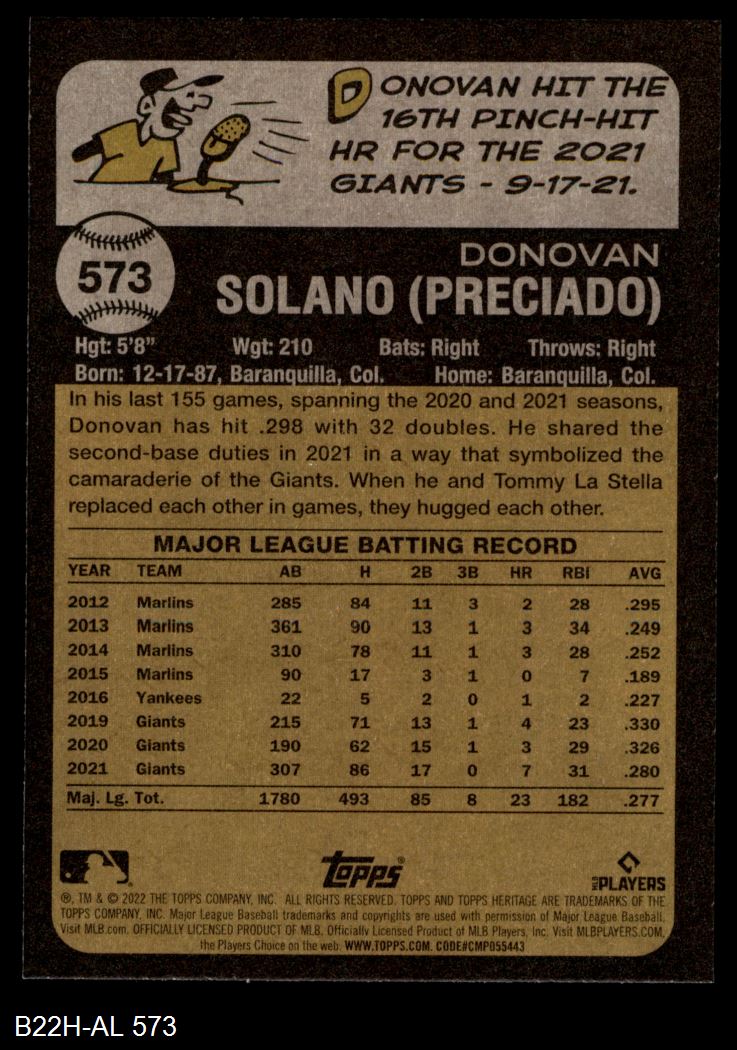 DONOVAN HIT THE
16TH PINCH-HIT
HR FOR THE 2021
GIANTS - 9-17-21.
573
DONOVAN
SOLANO (PRECIADO)
Hgt: 5'8" Wgt: 210 Bats: Right Throws: Right
Born: 12-17-87, Baranquilla, Col. Home: Baranquilla, Col.
In his last 155 games, spanning the 2020 and 2021 seasons,
Donovan has hit .298 with 32 doubles. He shared the
second-base duties in 2021 in a way that symbolized the
camaraderie of the Giants. When he and Tommy La Stella
replaced each other in games, they hugged each other.
MAJOR LEAGUE BATTING RECORD
YEAR TEAM AB H 2B 3B HR RBI AVG
2012 Marlins 285 84 11 3 2 28 .295
2013 Marlins 361 90 13 1 3 34 .249
2014 Marlins 310 78 11 1 3 28 .252
2015 Marlins 90 17 3 1 0 7 .189
2016 Yankees 22 5 2 0 1 2 .227
2019 Giants 215 71 13 1 4 23 .330
2020 Giants 190 62 15 1 3 29 .326
2021 Giants 307 86 17 0 7 31 .280
Maj. Lg. Tot. 1780 493 85 8 23 182 .277
topps®
MLB PLAYERS
®, TM & © 2022 THE TOPPS COMPANY, INC. ALL RIGHTS RESERVED. TOPPS AND TOPPS HERITAGE ARE TRADEMARKS OF THE
TOPPS COMPANY, INC. Major League Baseball trademarks and copyrights are used with permission of Major League Baseball.
Visit MLB.com. OFFICIALLY LICENSED PRODUCT OF MLB. Officially Licensed Product of MLB Players, Inc. Visit MLBPLAYERS.COM,
the Players Choice on the web. WWW.TOPPS.COM. CODE#CMP055443
B22H-AL 573